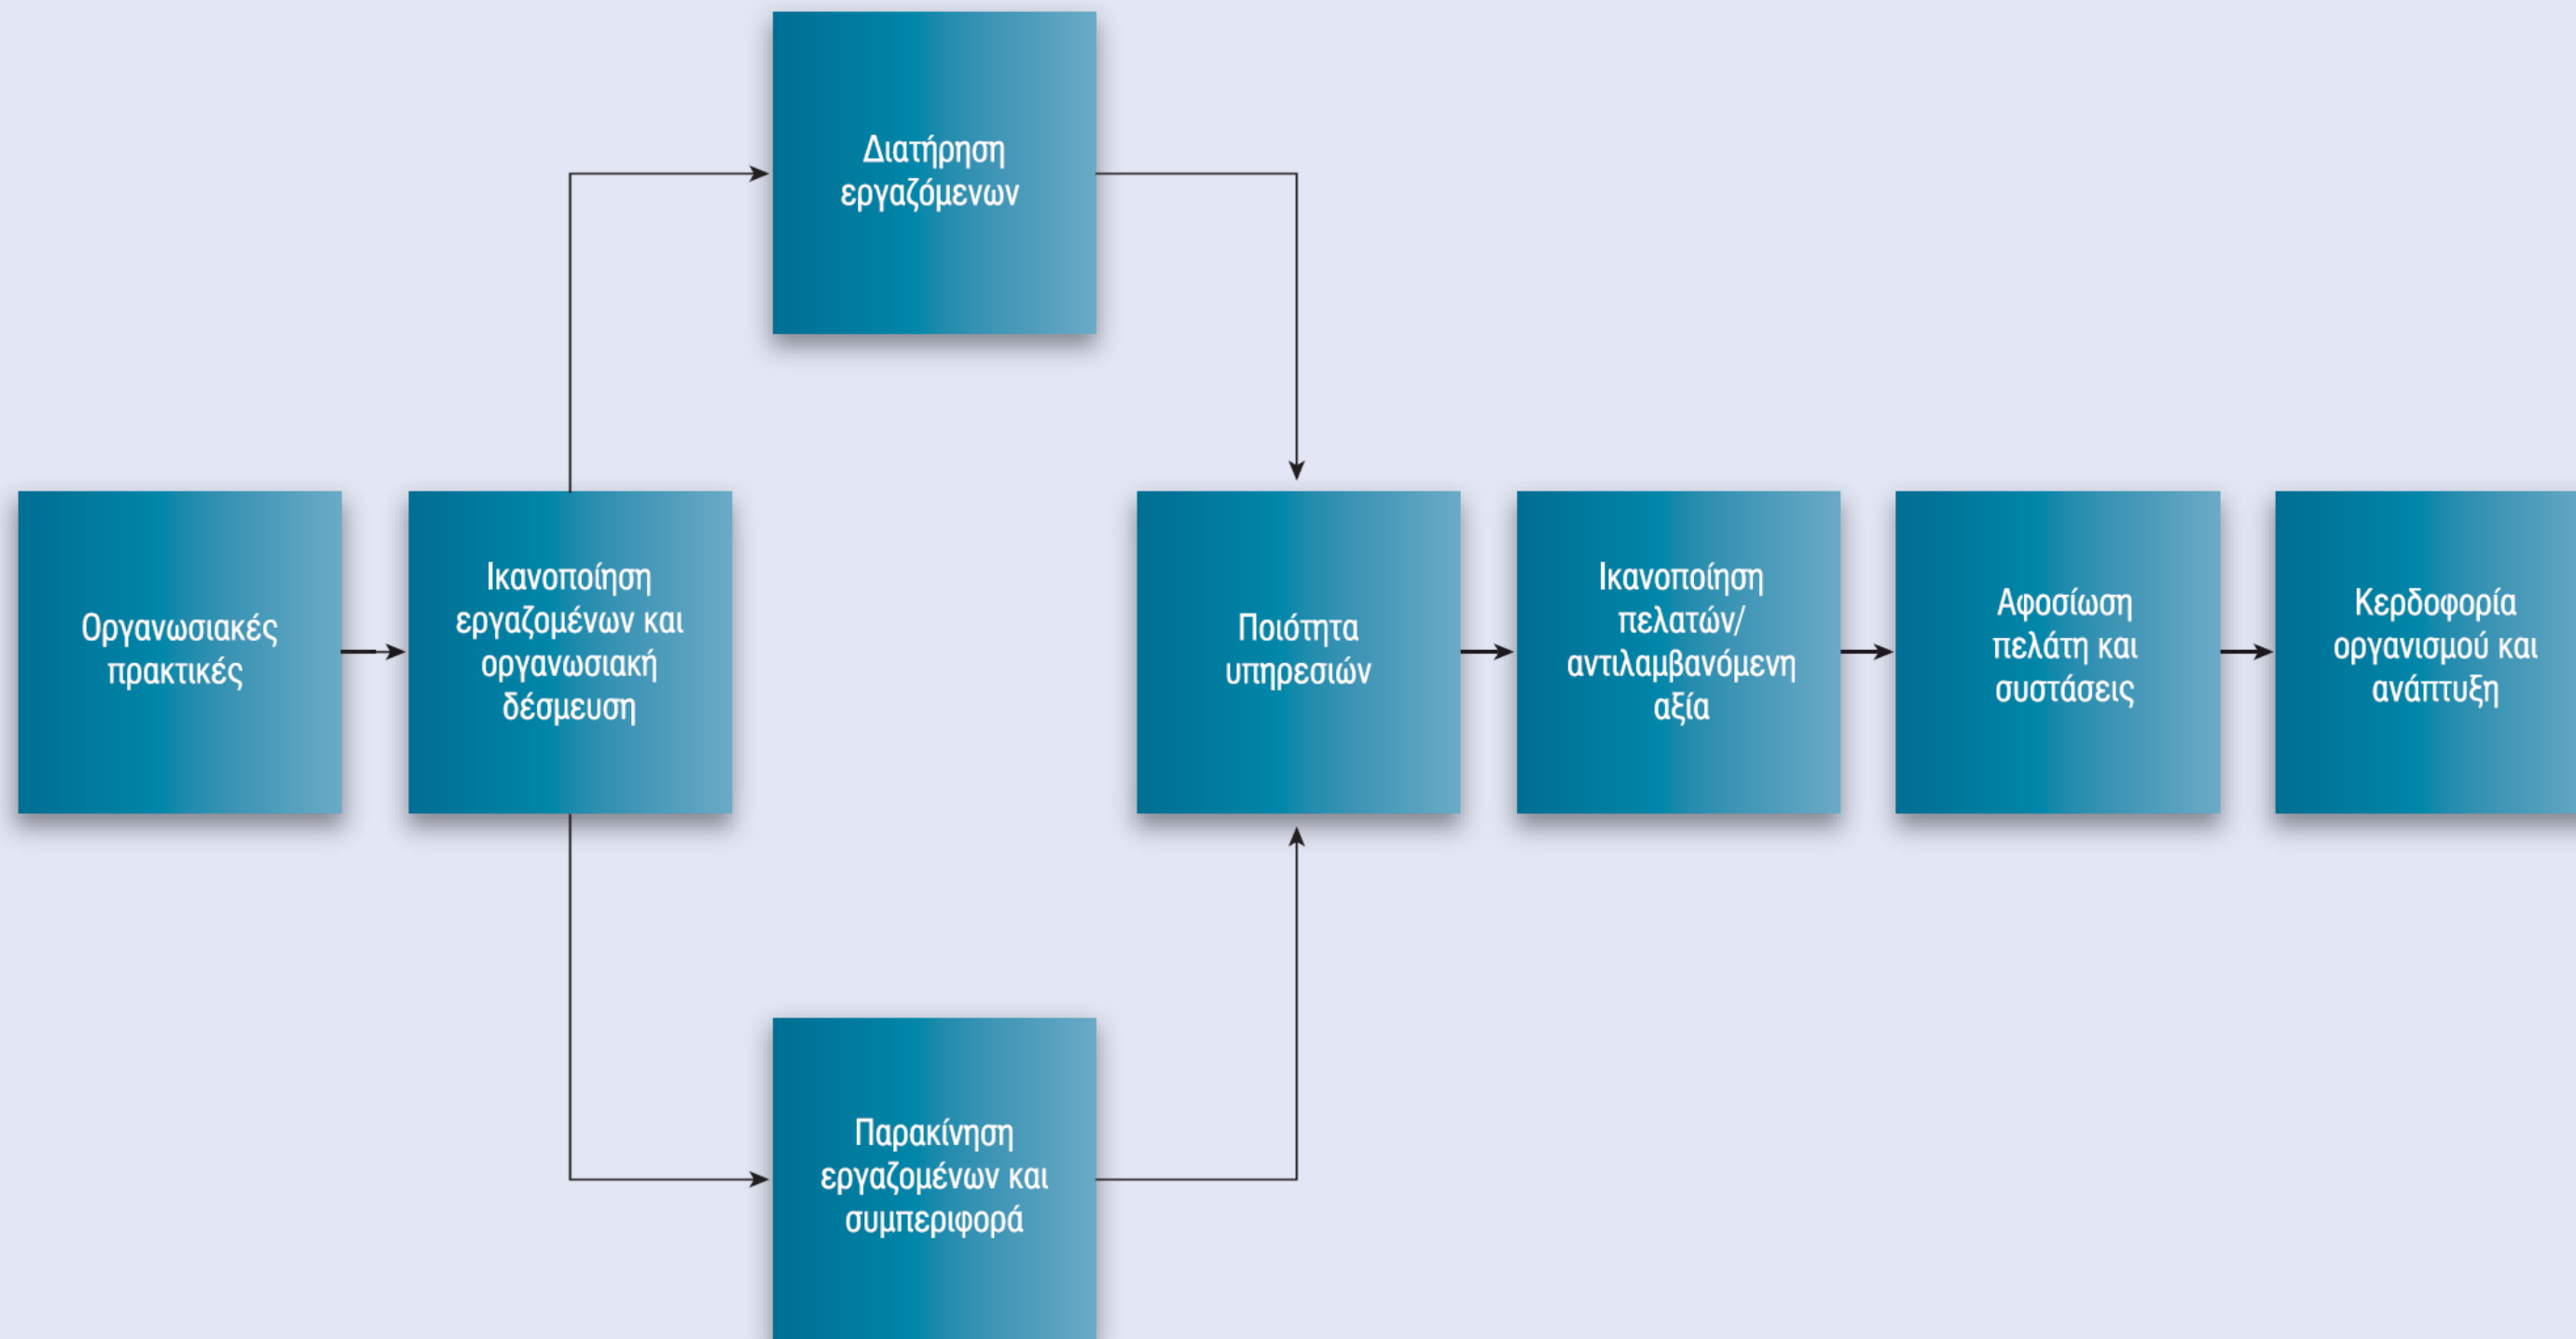 Διατήρηση
εργαζόμενων
Οργανωσιακές
πρακτικές
Ικανοποίηση
εργαζομένων και
οργανωσιακή
δέσμευση
Ποιότητα
υπηρεσιών
Ικανοποίηση
πελατών/
αντιλαμβανόμενη
αξία
Αφοσίωση
πελάτη και
συστάσεις
Κερδοφορία
οργανισμού και
ανάπτυξη
Παρακίνηση
εργαζομένων και
συμπεριφορά